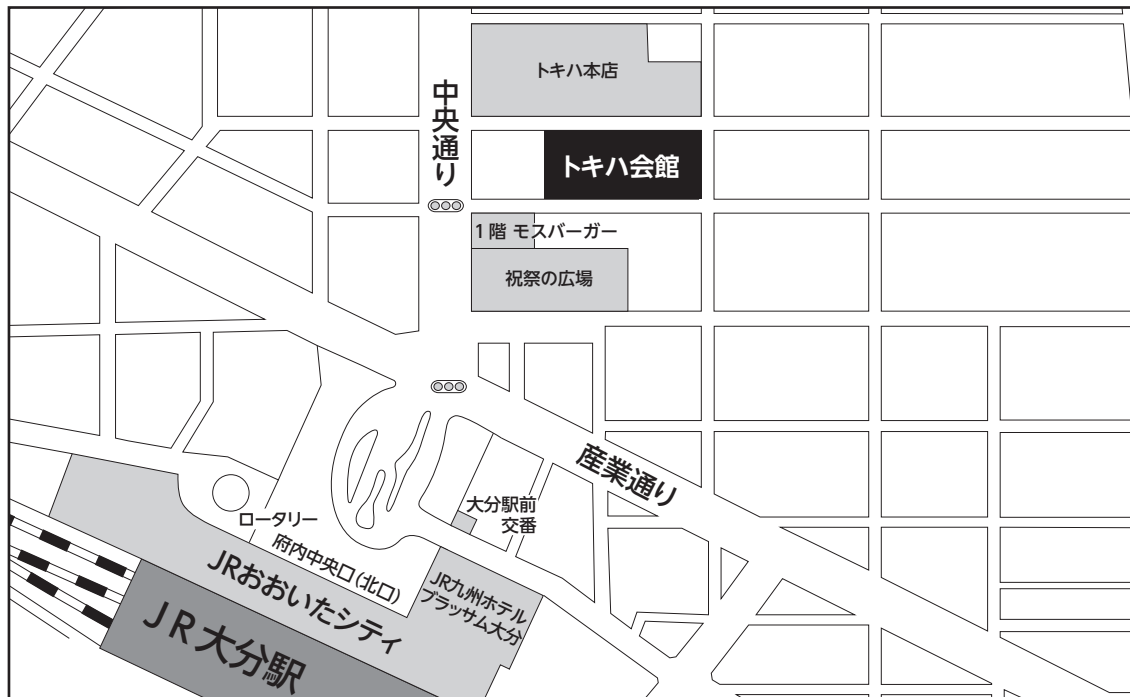 トキハ本店
中央通り
トキハ会館
1階 モスバーガー
祝祭の広場
産業通り
大分駅前
交番
ロータリー
府内中央口(北口)
JRおおいたシティ
JR九州ホテル
ブラッサム大分
JR大分駅